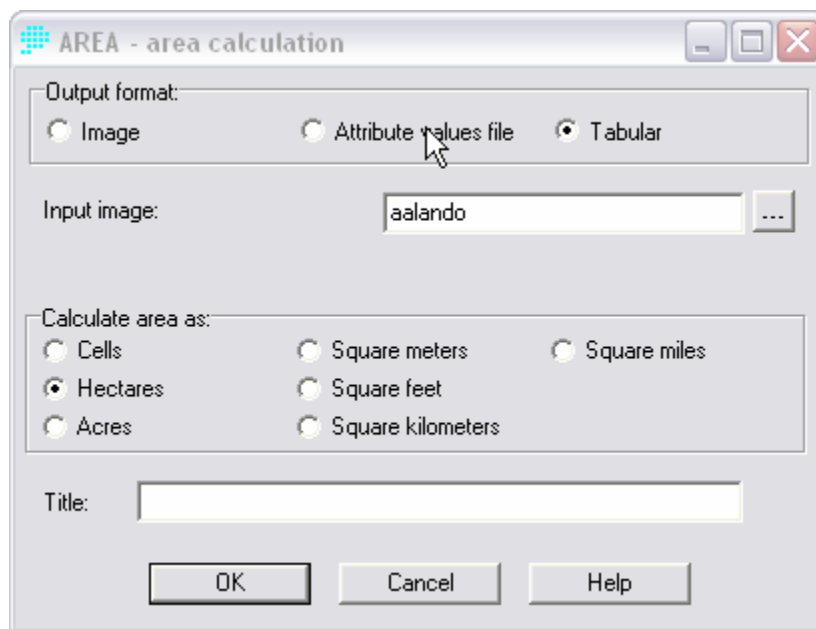 AREA - area calculation
Output format:
Image Attribute values file Tabular
Input image: aalando ...
Calculate area as:
Cells Square meters Square miles
Hectares Square feet
Acres Square kilometers
Title:
OK Cancel Help